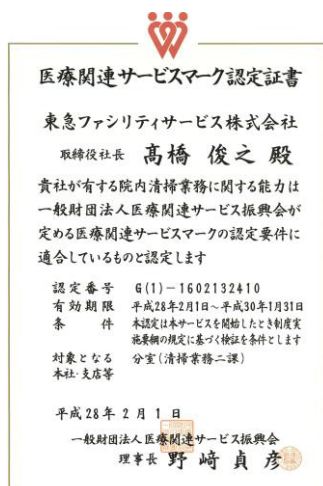 医療関連サービスマーク認定証書
東急ファシリティサービス株式会社
取締役社長 髙橋 俊之 殿
貴社が有する院内清掃業務に関する能力は
一般財団法人医療関連サービス振興会が
定める医療関連サービスマークの認定要件に
適合しているものと認定します
認定番号 G(1)-1602132410
有効期限 平成28年2月1日~平成30年1月31日
条件 本認定は本サービスを開始したとき制度実
施要綱の規定に基づく検証を条件とします
対象となる 分室(清掃業務二課)
本社・支店等
平成28年2月1日
一般財団法人医療関連サービス振興会
理事長 野﨑貞彦